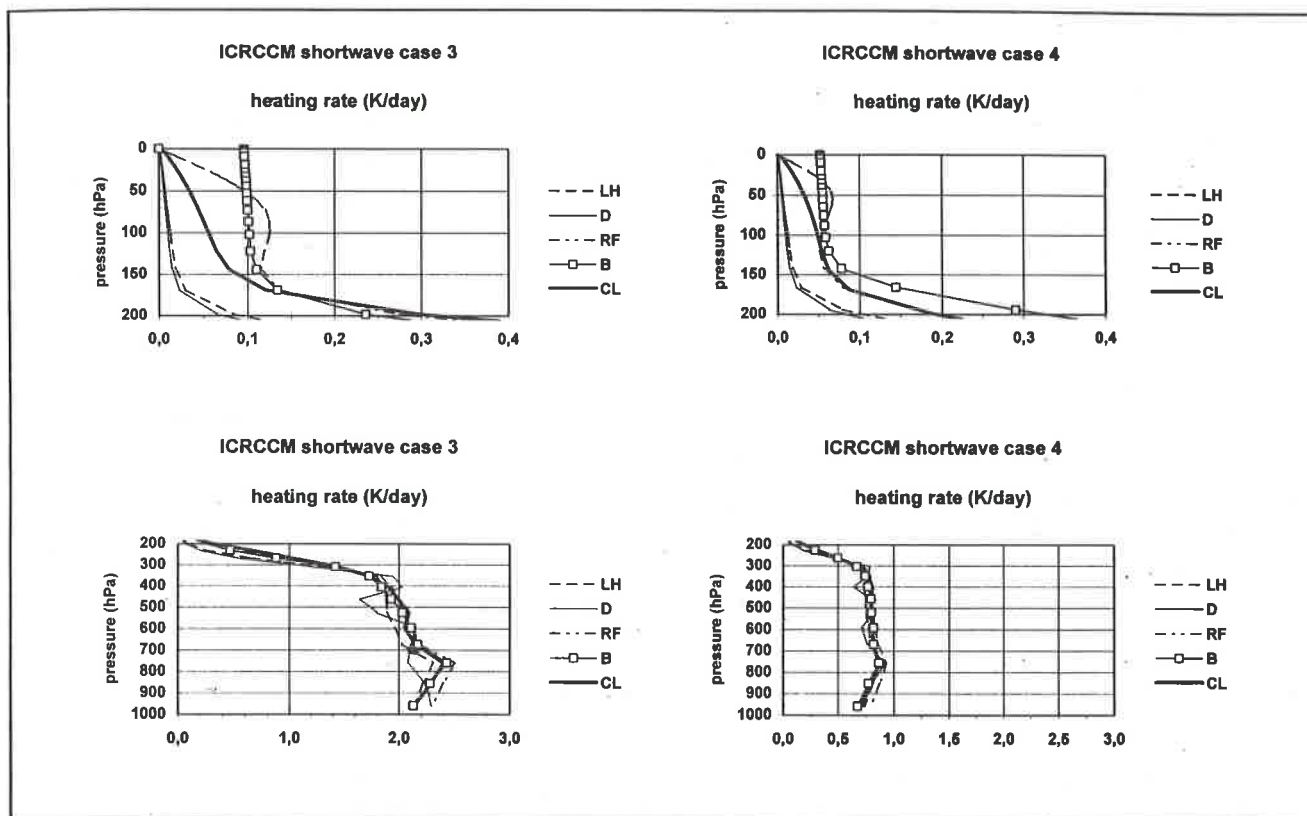 ICRCCM shortwave case 3
heating rate (K/day)
pressure (hPa)
0
50
100
150
200
0,0
0,1
0,2
0,3
0,4
LH
D
RF
B
CL
ICRCCM shortwave case 4
heating rate (K/day)
pressure (hPa)
0
50
100
150
200
0,0
0,1
0,2
0,3
0,4
LH
D
RF
B
CL
ICRCCM shortwave case 3
heating rate (K/day)
pressure (hPa)
200
300
400
500
600
700
800
900
1000
0,0
1,0
2,0
3,0
LH
D
RF
B
CL
ICRCCM shortwave case 4
heating rate (K/day)
pressure (hPa)
200
300
400
500
600
700
800
900
1000
0,0
0,5
1,0
1,5
2,0
2,5
3,0
LH
D
RF
B
CL